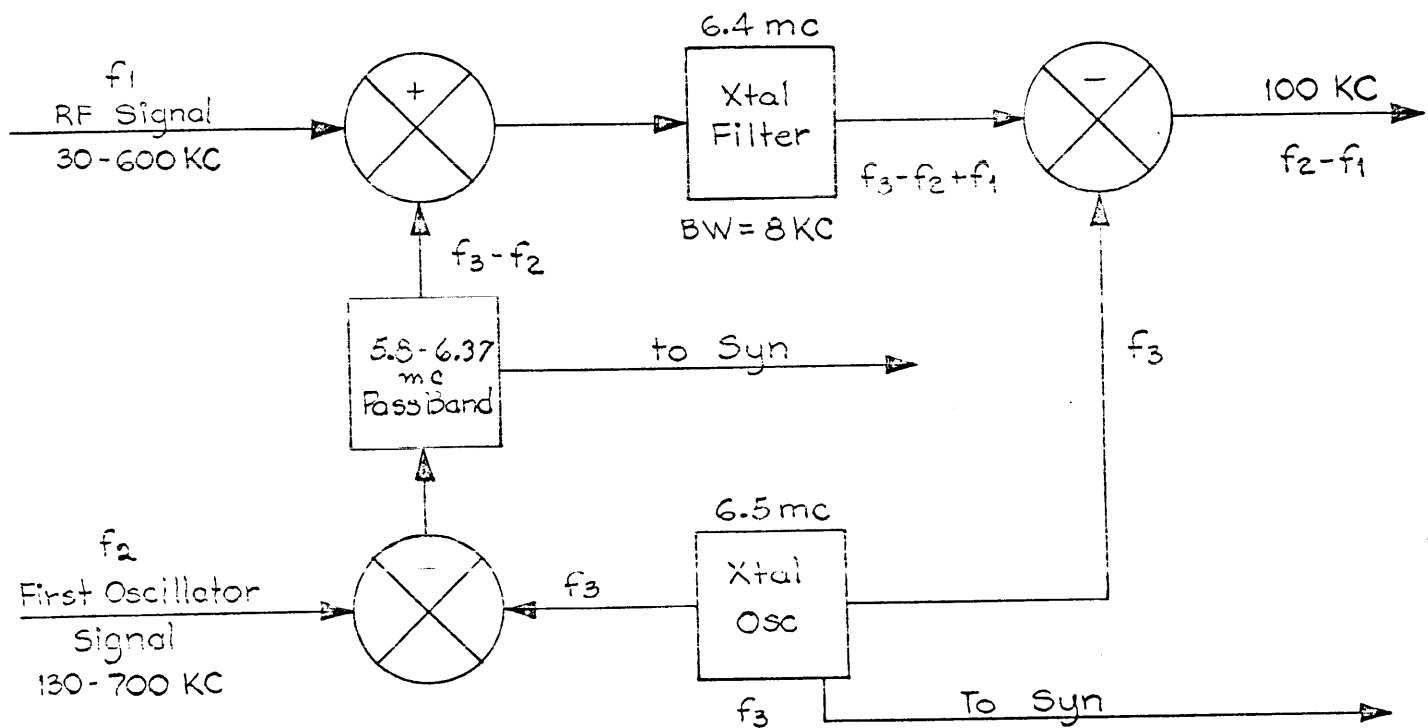 6.4 mc
f1
RF Signal
30-600 KC
+
Xtal
Filter
BW = 8 KC
f3-f2+f1
-
100 KC
f2-f1
f3-f2
5.8-6.37
mc
PassBand
to Syn
f3
f2
First Oscillator
Signal
130-700 KC
-
f3
6.5 mc
Xtal
Osc
f3
To Syn